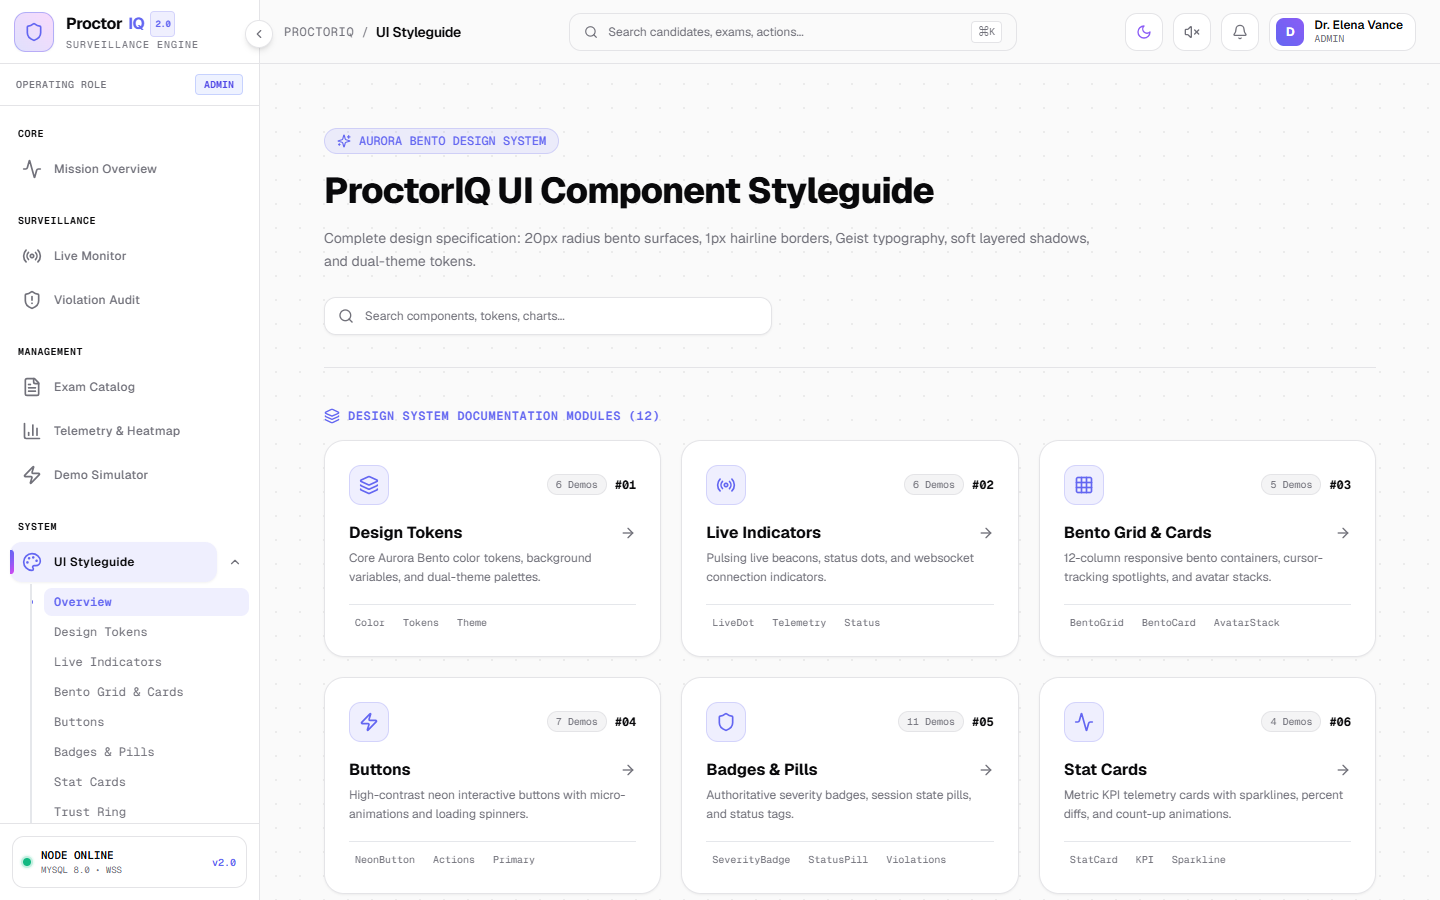 Proctor IQ 2.0
SURVEILLANCE ENGINE
OPERATING ROLE ADMIN
CORE
Mission Overview
SURVEILLANCE
Live Monitor
Violation Audit
MANAGEMENT
Exam Catalog
Telemetry & Heatmap
Demo Simulator
SYSTEM
UI Styleguide
Overview
Design Tokens
Live Indicators
Bento Grid & Cards
Buttons
Badges & Pills
Stat Cards
Trust Ring
NODE ONLINE
MYSQL 8.0 • WSS
v2.0
PROCTORIQ / UI Styleguide
Search candidates, exams, actions...
⌘K
D
Dr. Elena Vance
ADMIN
AURORA BENTO DESIGN SYSTEM
ProctorIQ UI Component Styleguide
Complete design specification: 20px radius bento surfaces, 1px hairline borders, Geist typography, soft layered shadows,
and dual-theme tokens.
Search components, tokens, charts...
DESIGN SYSTEM DOCUMENTATION MODULES (12)
6 Demos #01
Design Tokens
Core Aurora Bento color tokens, background
variables, and dual-theme palettes.
Color Tokens Theme
6 Demos #02
Live Indicators
Pulsing live beacons, status dots, and websocket
connection indicators.
LiveDot Telemetry Status
5 Demos #03
Bento Grid & Cards
12-column responsive bento containers, cursor-
tracking spotlights, and avatar stacks.
BentoGrid BentoCard AvatarStack
7 Demos #04
Buttons
High-contrast neon interactive buttons with micro-
animations and loading spinners.
NeonButton Actions Primary
11 Demos #05
Badges & Pills
Authoritative severity badges, session state pills,
and status tags.
SeverityBadge StatusPill Violations
4 Demos #06
Stat Cards
Metric KPI telemetry cards with sparklines, percent
diffs, and count-up animations.
StatCard KPI Sparkline